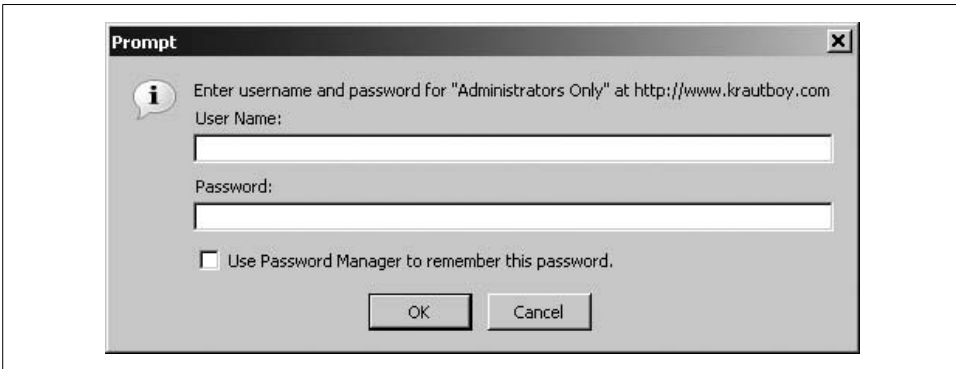 Prompt
Enter username and password for "Administrators Only" at http://www.krautboy.com
User Name:
Password:
Use Password Manager to remember this password.
OK
Cancel